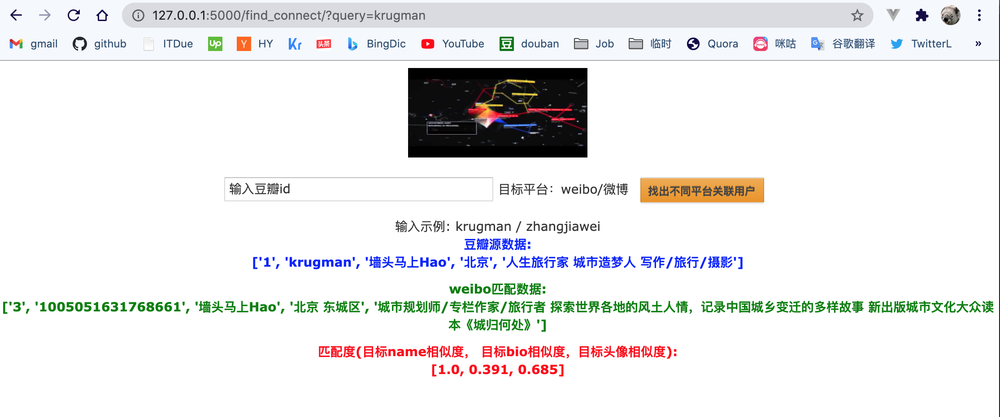 127.0.0.1:5000/find_connect/?query=krugman
gmail github ITDue Up Y HY Kr 头条 BingDic YouTube 豆 douban Job 临时 Quora MUSIC 咪咕 G 文 谷歌翻译 TwitterL »
输入豆瓣id 目标平台：weibo/微博 找出不同平台关联用户
输入示例: krugman / zhangjiawei
豆瓣源数据:
['1', 'krugman', '墙头马上Hao', '北京', '人生旅行家 城市造梦人 写作/旅行/摄影']
weibo匹配数据:
['3', '1005051631768661', '墙头马上Hao', '北京 东城区', '城市规划师/专栏作家/旅行者 探索世界各地的风土人情，记录中国城乡变迁的多样故事 新出版城市文化大众读
本《城归何处》']
匹配度(目标name相似度， 目标bio相似度，目标头像相似度):
[1.0, 0.391, 0.685]